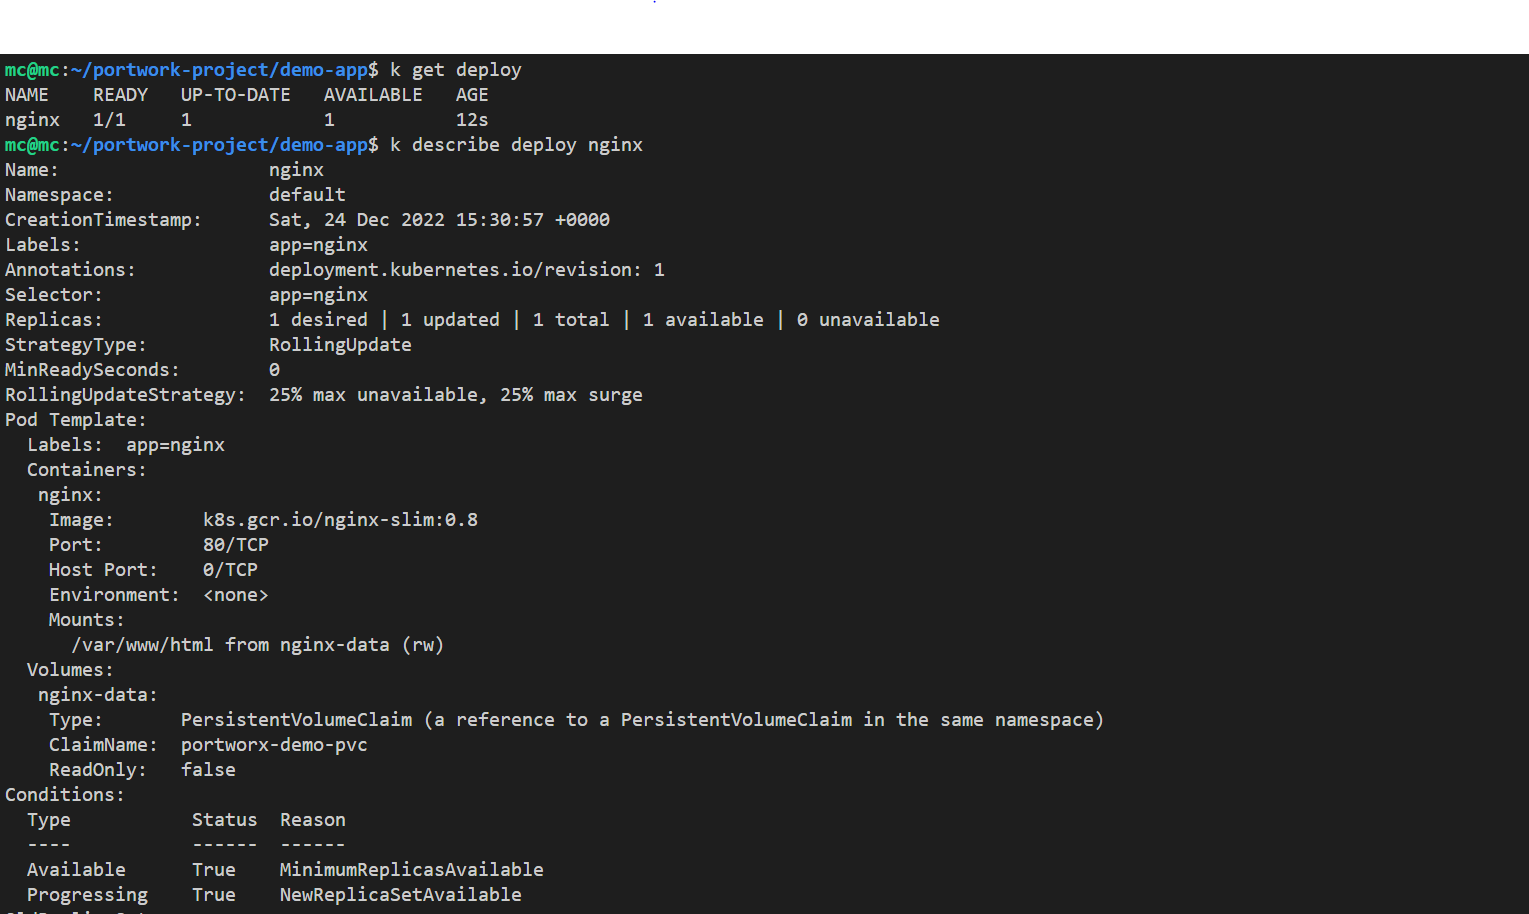 mc@mc:~/portwork-project/demo-app$ k get deploy
NAME    READY   UP-TO-DATE   AVAILABLE   AGE
nginx   1/1     1            1           12s
mc@mc:~/portwork-project/demo-app$ k describe deploy nginx
Name:                   nginx
Namespace:              default
CreationTimestamp:      Sat, 24 Dec 2022 15:30:57 +0000
Labels:                 app=nginx
Annotations:            deployment.kubernetes.io/revision: 1
Selector:               app=nginx
Replicas:               1 desired | 1 updated | 1 total | 1 available | 0 unavailable
StrategyType:           RollingUpdate
MinReadySeconds:        0
RollingUpdateStrategy:  25% max unavailable, 25% max surge
Pod Template:
  Labels:  app=nginx
  Containers:
   nginx:
    Image:        k8s.gcr.io/nginx-slim:0.8
    Port:         80/TCP
    Host Port:    0/TCP
    Environment:  <none>
    Mounts:
      /var/www/html from nginx-data (rw)
  Volumes:
   nginx-data:
    Type:       PersistentVolumeClaim (a reference to a PersistentVolumeClaim in the same namespace)
    ClaimName:  portworx-demo-pvc
    ReadOnly:   false
Conditions:
  Type           Status  Reason
  ----           ------  ------
  Available      True    MinimumReplicasAvailable
  Progressing    True    NewReplicaSetAvailable